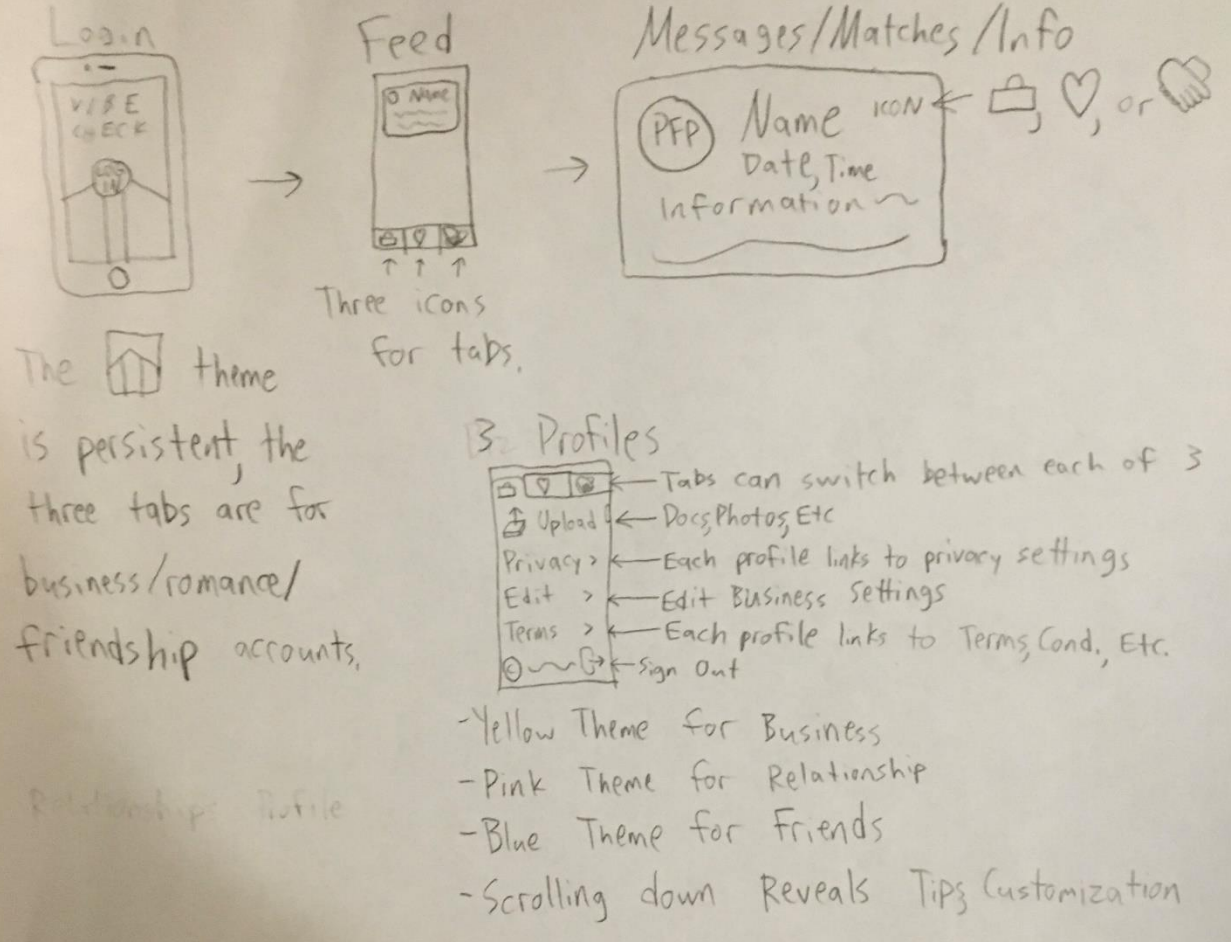 Login
VIBE
CHECK
LOG
IN
Feed
Name
Three icons
for tabs.
Messages/Matches/Info
PFP
Name
ICON
, , or
Date, Time
Information
The theme
is persistent, the
three tabs are for
business/romance/
friendship accounts.
Relationships Profile
3 Profiles
Tabs can switch between each of 3
Upload
Docs, Photos, Etc
Privacy >
Each profile links to privacy settings
Edit >
Edit Business Settings
Terms >
Each profile links to Terms, Cond., Etc.
Sign Out
-Yellow Theme for Business
-Pink Theme for Relationship
-Blue Theme for Friends
-Scrolling down Reveals Tips, Customization